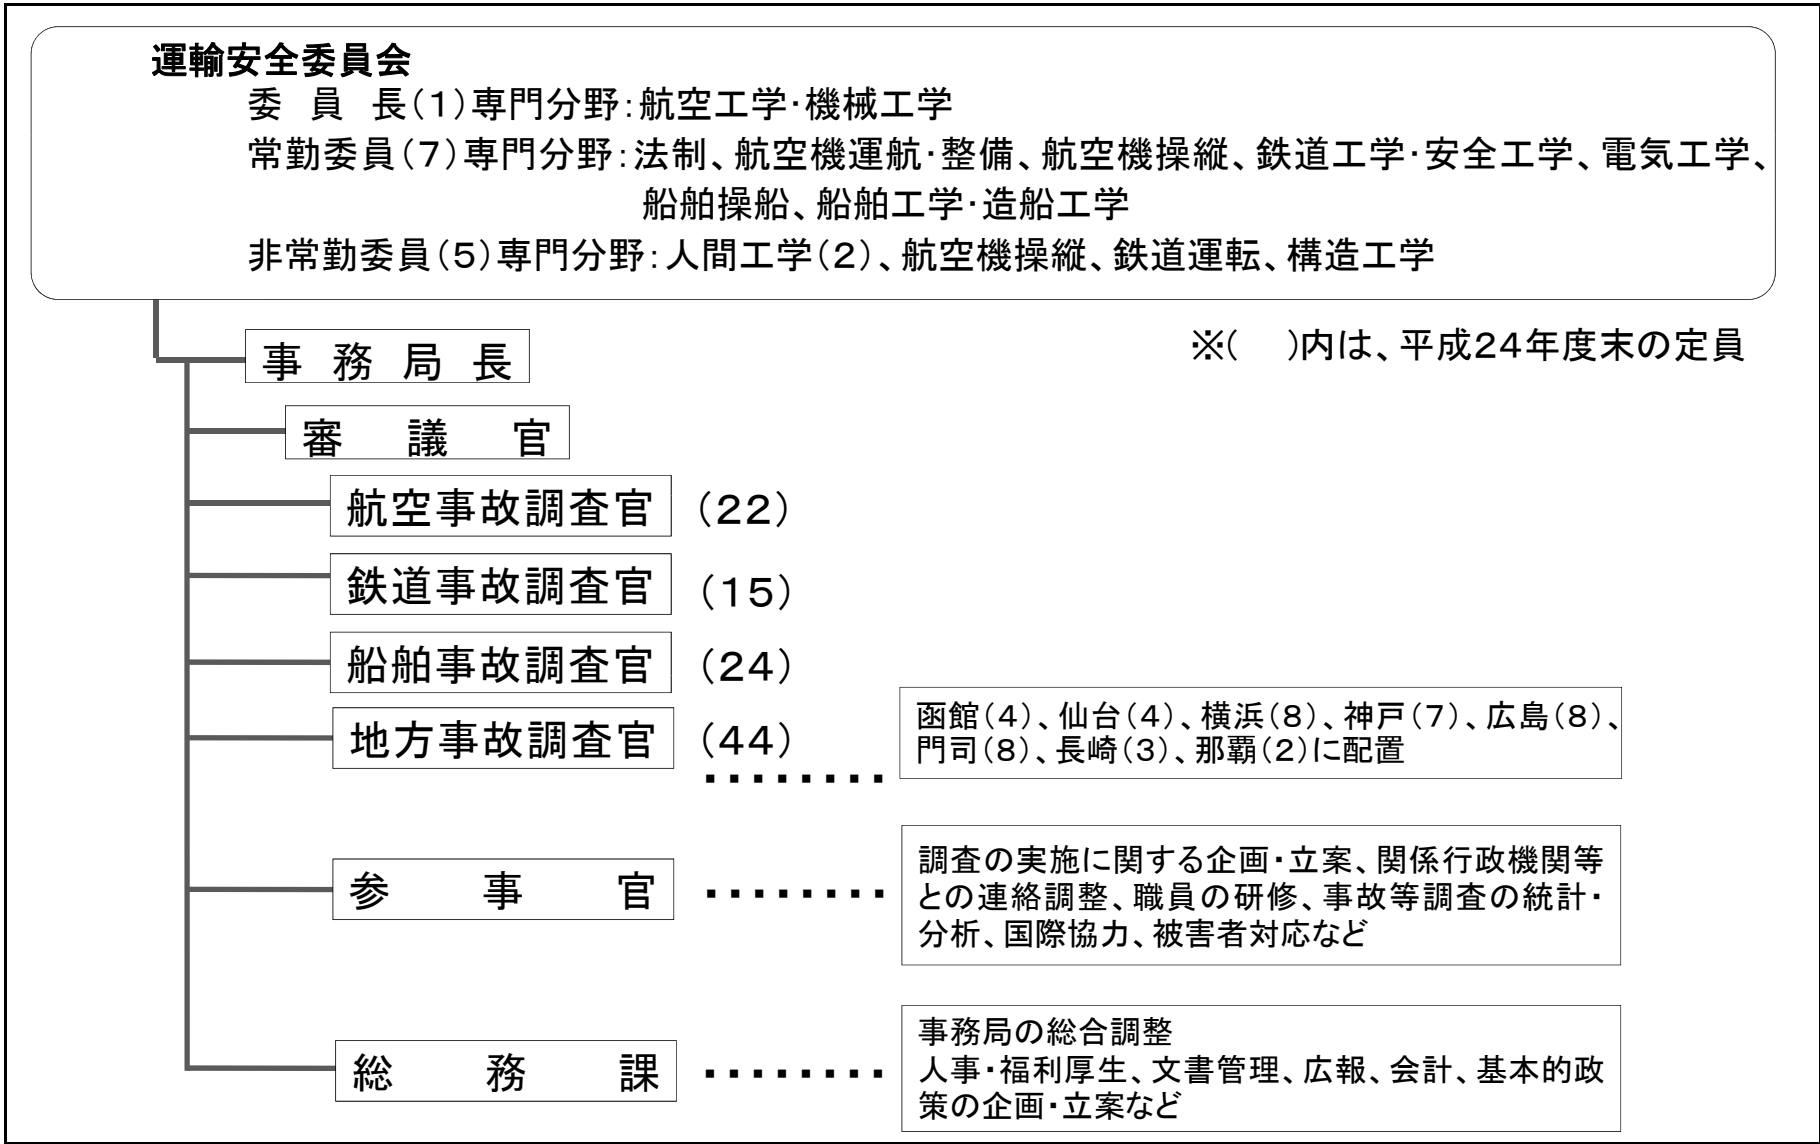 運輸安全委員会
委 員 長(1)専門分野:航空工学・機械工学
常勤委員(7)専門分野:法制、航空機運航・整備、航空機操縦、鉄道工学・安全工学、電気工学、
船舶操船、船舶工学・造船工学
非常勤委員(5)専門分野:人間工学(2)、航空機操縦、鉄道運転、構造工学
※( )内は、平成24年度末の定員
事 務 局 長
審 議 官
航空事故調査官 (22)
鉄道事故調査官 (15)
船舶事故調査官 (24)
地方事故調査官 (44)
函館(4)、仙台(4)、横浜(8)、神戸(7)、広島(8)、
門司(8)、長崎(3)、那覇(2)に配置
参 事 官
調査の実施に関する企画・立案、関係行政機関等
との連絡調整、職員の研修、事故等調査の統計・
分析、国際協力、被害者対応など
総 務 課
事務局の総合調整
人事・福利厚生、文書管理、広報、会計、基本的政
策の企画・立案など